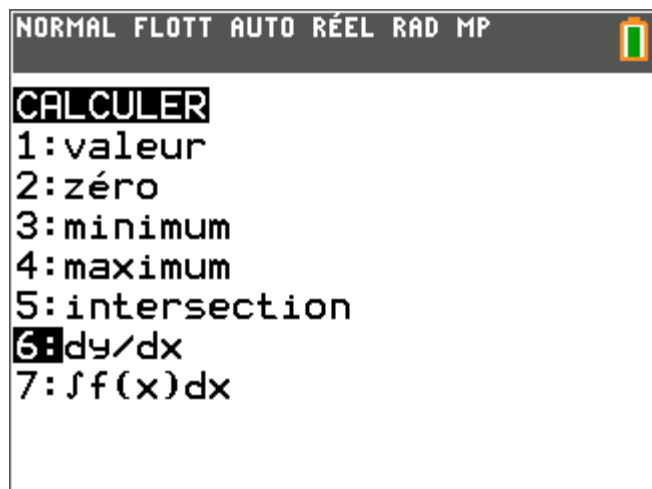 NORMAL FLOTT AUTO RÉEL RAD MP
CALCULER
1:valeur
2:zéro
3:minimum
4:maximum
5:intersection
6:dy/dx
7:∫f(x)dx